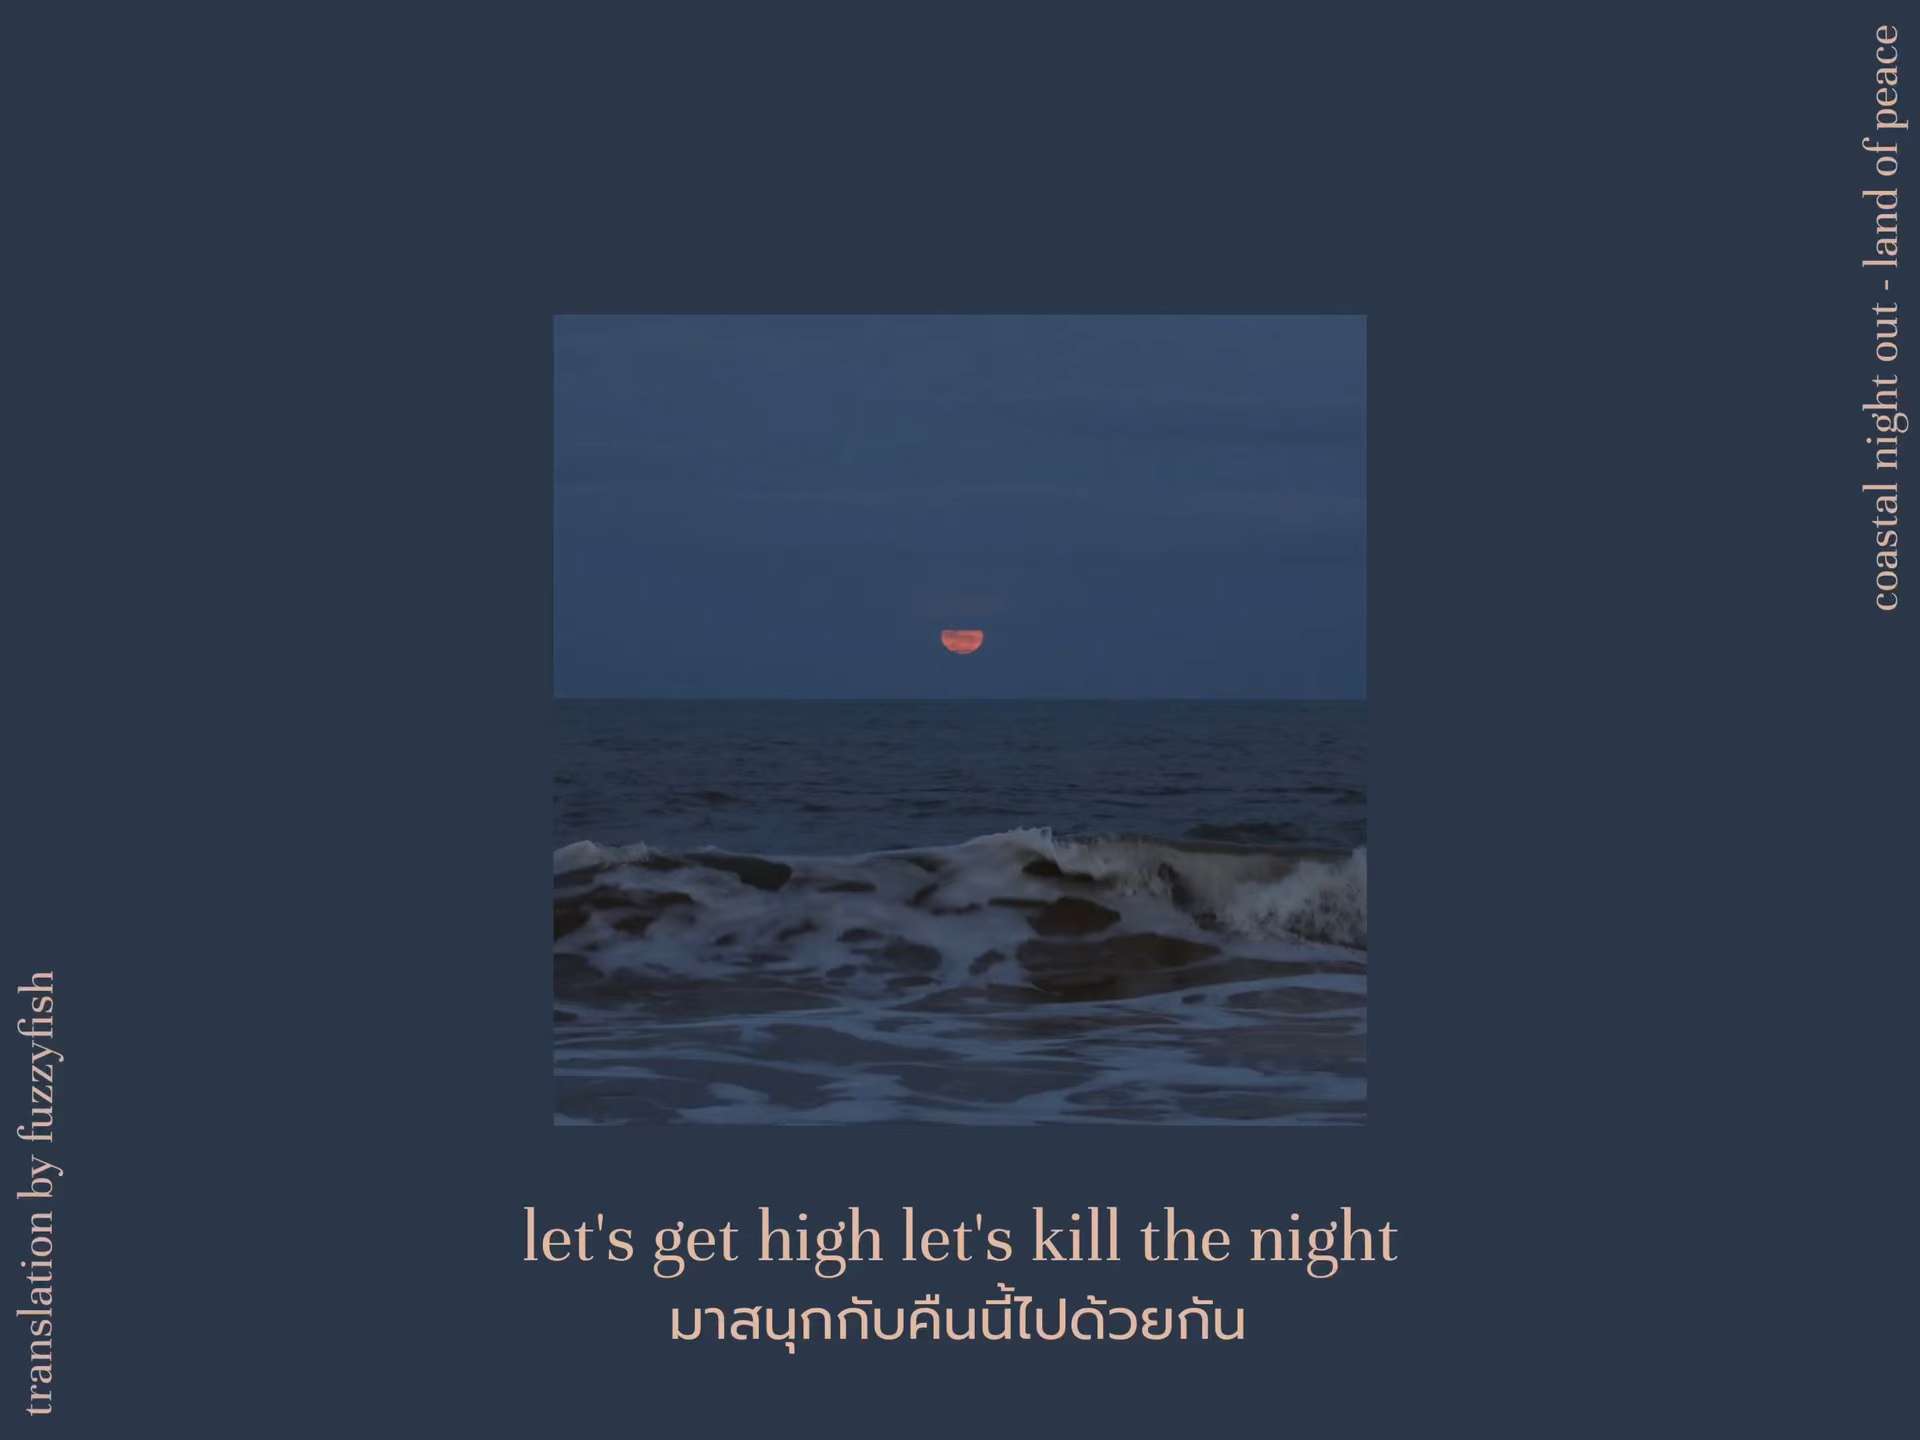 coastal night out - land of peace
translation by fuzzyfish
let's get high let's kill the night
มาสนุกกับคืนนี้ไปด้วยกัน